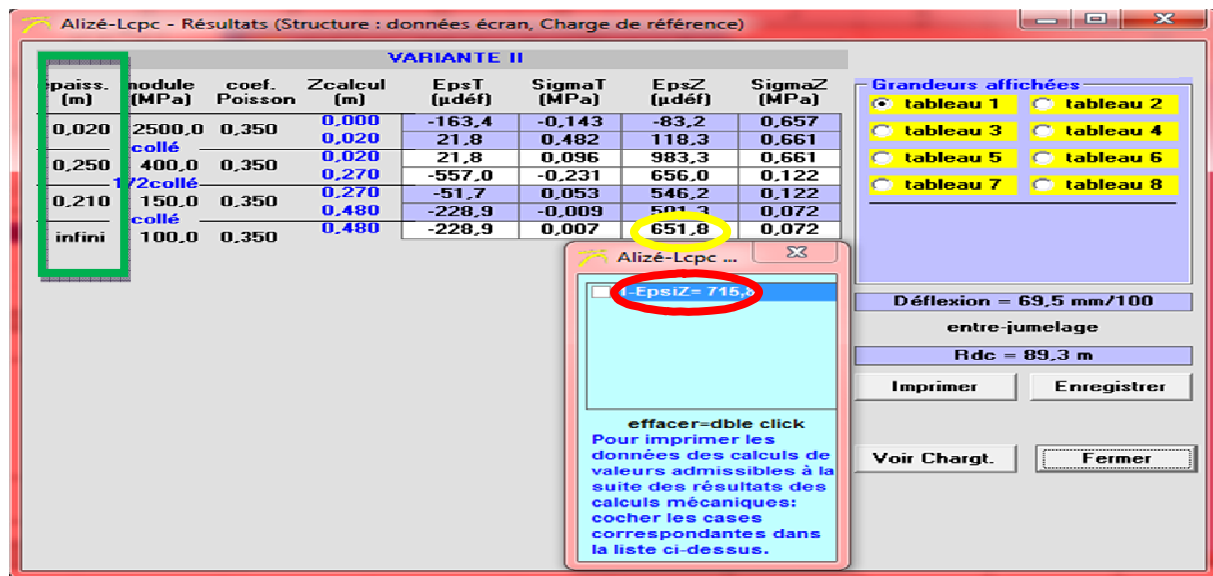 Alizé-Lcpc - Résultats (Structure : données écran, Charge de référence)
VARIANTE II
épaiss. module coef. Zcalcul EpsT SigmaT EpsZ SigmaZ
(m) (MPa) Poisson (m) (µdéf) (MPa) (µdéf) (MPa)
0,020 2500,0 0,350 0,000 -163,4 -0,143 -83,2 0,657
collé 0,020 21,8 0,482 118,3 0,661
0,250 400,0 0,350 0,020 21,8 0,096 983,3 0,661
1/2collé 0,270 -557,0 -0,231 656,0 0,122
0,210 150,0 0,350 0,270 -51,7 0,053 546,2 0,122
collé 0,480 -228,9 -0,009 501,3 0,072
infini 100,0 0,350 0,480 -228,9 0,007 651,8 0,072
Grandeurs affichées
tableau 1 tableau 2
tableau 3 tableau 4
tableau 5 tableau 6
tableau 7 tableau 8
Déflexion = 69,5 mm/100
entre-jumelage
Rdc = 89,3 m
Imprimer Enregistrer
Voir Chargt. Fermer
Alizé-Lcpc ...
1-EpsiZ= 715,8
effacer=dble click
Pour imprimer les
données des calculs de
valeurs admissibles à la
suite des résultats des
calculs mécaniques:
cocher les cases
correspondantes dans
la liste ci-dessus.